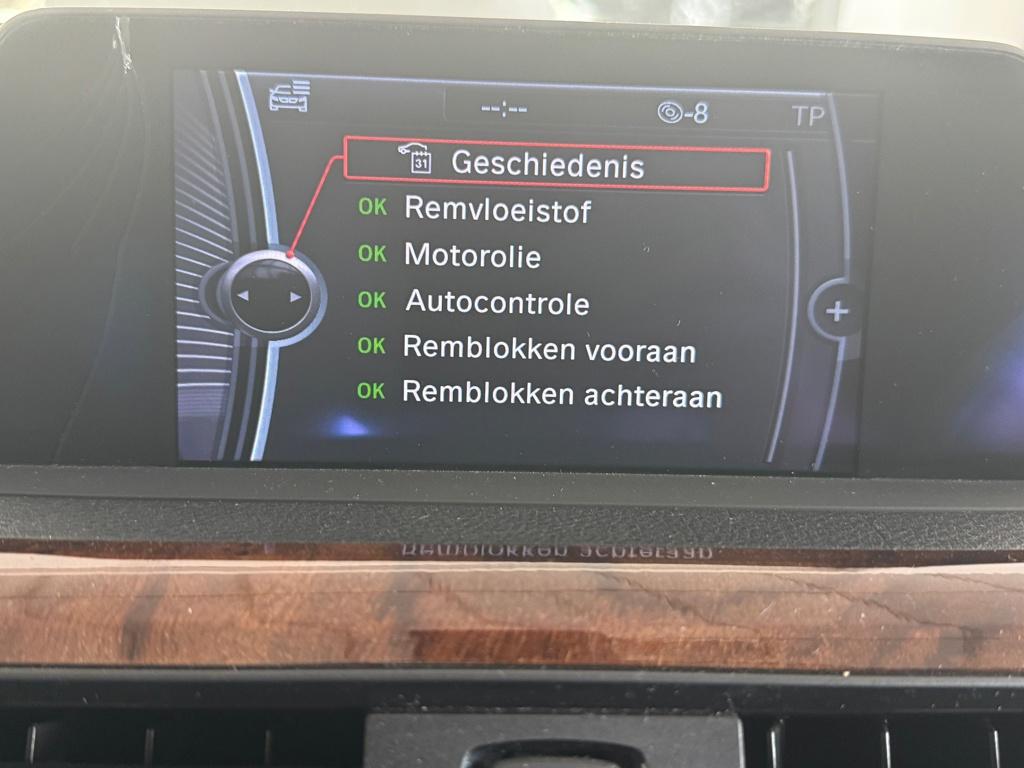 --:-- -8 TP
31 Geschiedenis
OK Remvloeistof
OK Motorolie
OK Autocontrole
OK Remblokken vooraan
OK Remblokken achteraan
+